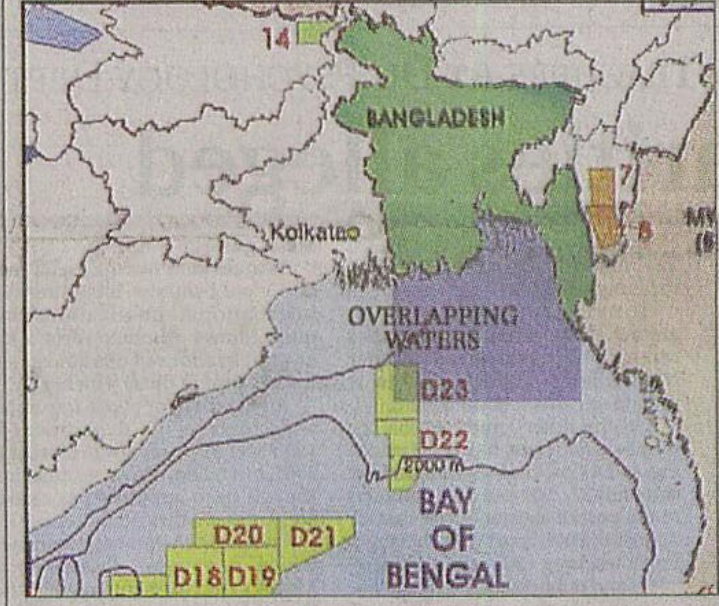 14
BANGLADESH
7
8
Kolkata
OVERLAPPING
WATERS
D23
D22
2000 m
BAY
OF
BENGAL
D20
D21
D18
D19